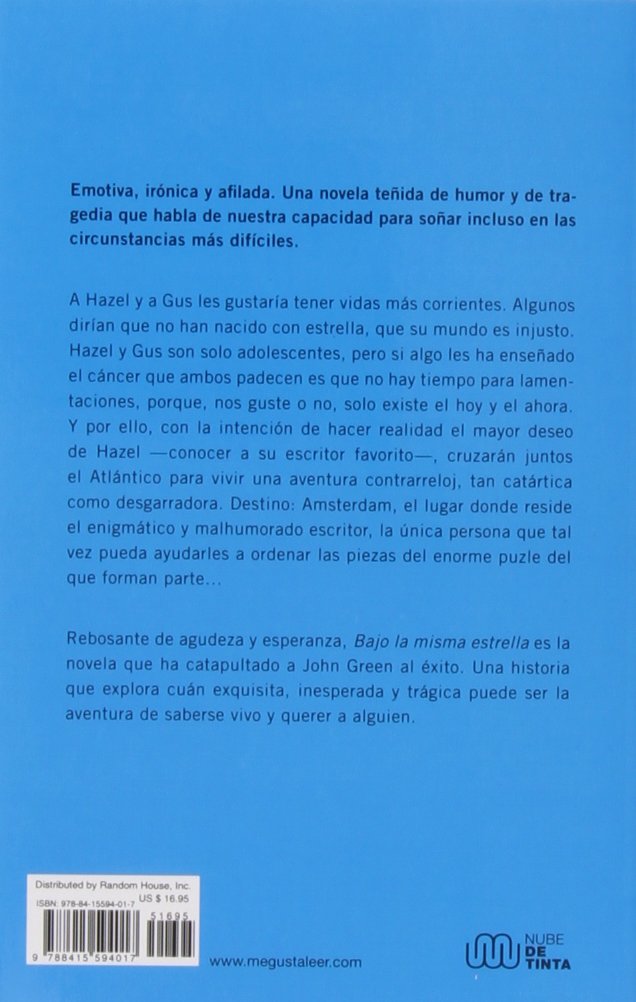 Emotiva, irónica y afilada. Una novela teñida de humor y de tra-
gedia que habla de nuestra capacidad para soñar incluso en las
circunstancias más difíciles.
A Hazel y a Gus les gustaría tener vidas más corrientes. Algunos
dirían que no han nacido con estrella, que su mundo es injusto.
Hazel y Gus son solo adolescentes, pero si algo les ha enseñado
el cáncer que ambos padecen es que no hay tiempo para lamen-
taciones, porque, nos guste o no, solo existe el hoy y el ahora.
Y por ello, con la intención de hacer realidad el mayor deseo
de Hazel —conocer a su escritor favorito—, cruzarán juntos
el Atlántico para vivir una aventura contrarreloj, tan catártica
como desgarradora. Destino: Amsterdam, el lugar donde reside
el enigmático y malhumorado escritor, la única persona que tal
vez pueda ayudarles a ordenar las piezas del enorme puzle del
que forman parte...
Rebosante de agudeza y esperanza, Bajo la misma estrella es la
novela que ha catapultado a John Green al éxito. Una historia
que explora cuán exquisita, inesperada y trágica puede ser la
aventura de saberse vivo y querer a alguien.
Distributed by Random House, Inc.
US $ 16.95
ISBN: 978-84-15594-01-7
51695
9 788415 594017
www.megustaleer.com
NUBE
DE
TINTA